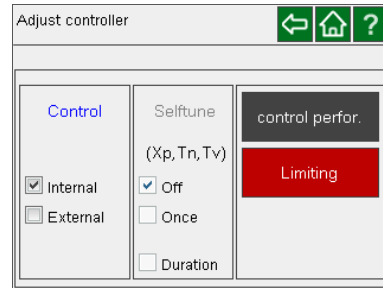 Adjust controller
?
Control
Internal
External
Selftune
(Xp,Tn,Tv)
Off
Once
Duration
control perfor.
Limiting